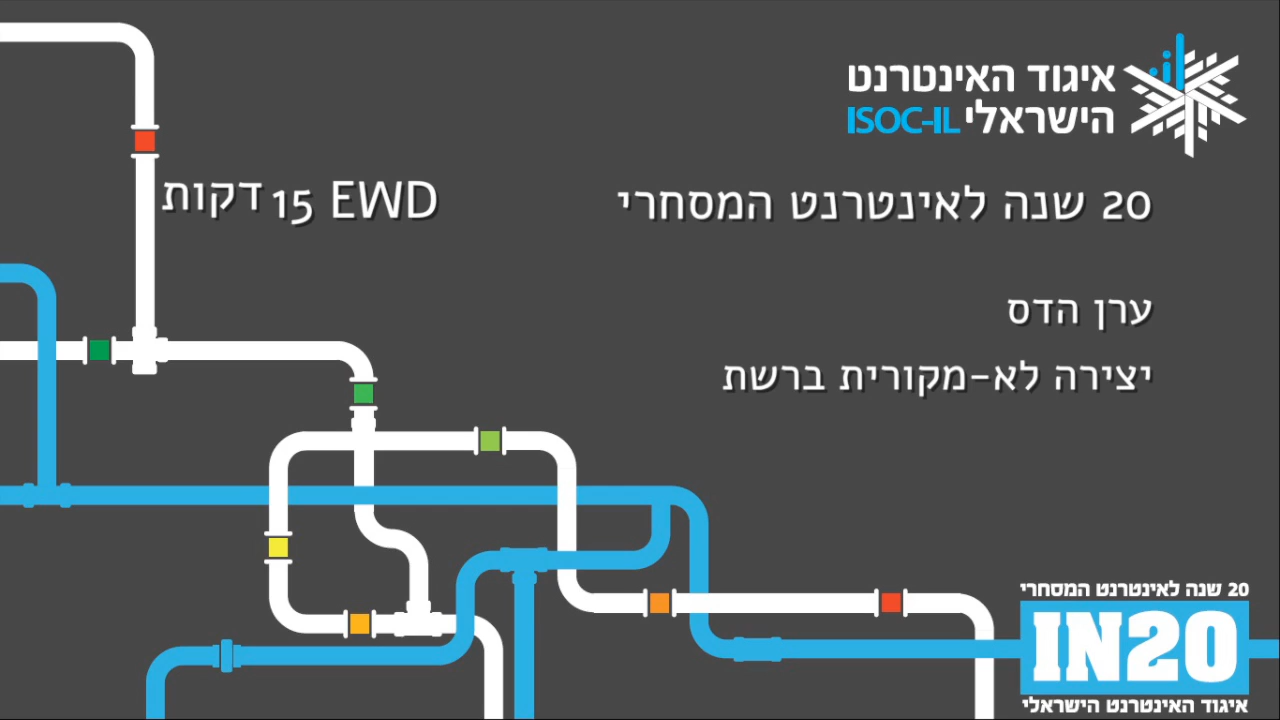 איגוד האינטרנט
הישראלי ISOC-IL
.il
20 שנה לאינטרנט המסחרי
15 EWD דקות
ערן הדס
יצירה לא-מקורית ברשת
20 שנה לאינטרנט המסחרי
IN20
איגוד האינטרנט הישראלי